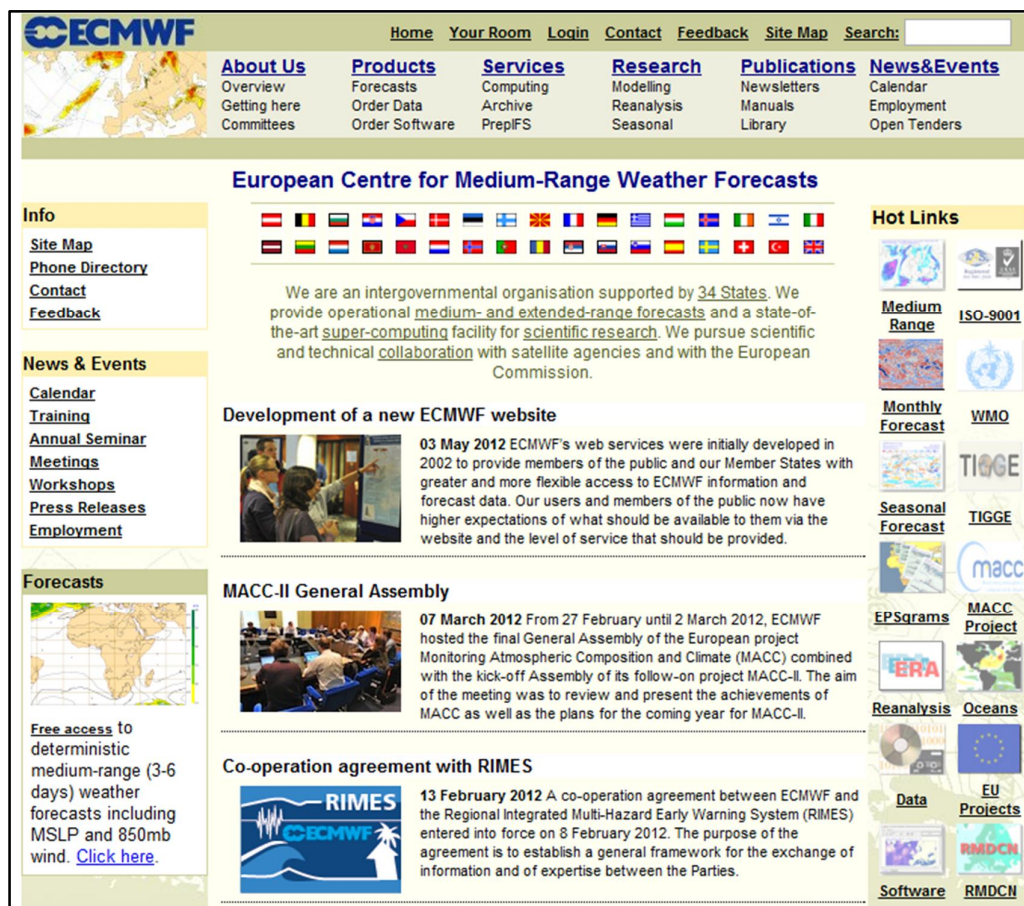 ECMWF
Home Your Room Login Contact Feedback Site Map Search:
About Us Products Services Research Publications News&Events
Overview Forecasts Computing Modelling Newsletters Calendar
Getting here Order Data Archive Reanalysis Manuals Employment
Committees Order Software PrepIFS Seasonal Library Open Tenders
European Centre for Medium-Range Weather Forecasts
Info
Site Map
Phone Directory
Contact
Feedback
News & Events
Calendar
Training
Annual Seminar
Meetings
Workshops
Press Releases
Employment
Forecasts
Free access to
deterministic
medium-range (3-6
days) weather
forecasts including
MSLP and 850mb
wind. Click here.
We are an intergovernmental organisation supported by 34 States. We
provide operational medium- and extended-range forecasts and a state-of-
the-art super-computing facility for scientific research. We pursue scientific
and technical collaboration with satellite agencies and with the European
Commission.
Development of a new ECMWF website
03 May 2012 ECMWF's web services were initially developed in
2002 to provide members of the public and our Member States with
greater and more flexible access to ECMWF information and
forecast data. Our users and members of the public now have
higher expectations of what should be available to them via the
website and the level of service that should be provided.
MACC-II General Assembly
07 March 2012 From 27 February until 2 March 2012, ECMWF
hosted the final General Assembly of the European project
Monitoring Atmospheric Composition and Climate (MACC) combined
with the kick-off Assembly of its follow-on project MACC-II. The aim
of the meeting was to review and present the achievements of
MACC as well as the plans for the coming year for MACC-II.
Co-operation agreement with RIMES
RIMES
ECMWF
13 February 2012 A co-operation agreement between ECMWF and
the Regional Integrated Multi-Hazard Early Warning System (RIMES)
entered into force on 8 February 2012. The purpose of the
agreement is to establish a general framework for the exchange of
information and of expertise between the Parties.
Hot Links
Medium
Range
ISO-9001
Monthly
Forecast
WMO
TIGGE
Seasonal
Forecast
TIGGE
macc
EPSgrams
MACC
Project
ERA
Reanalysis
Oceans
Data
EU
Projects
RMDCN
Software
RMDCN